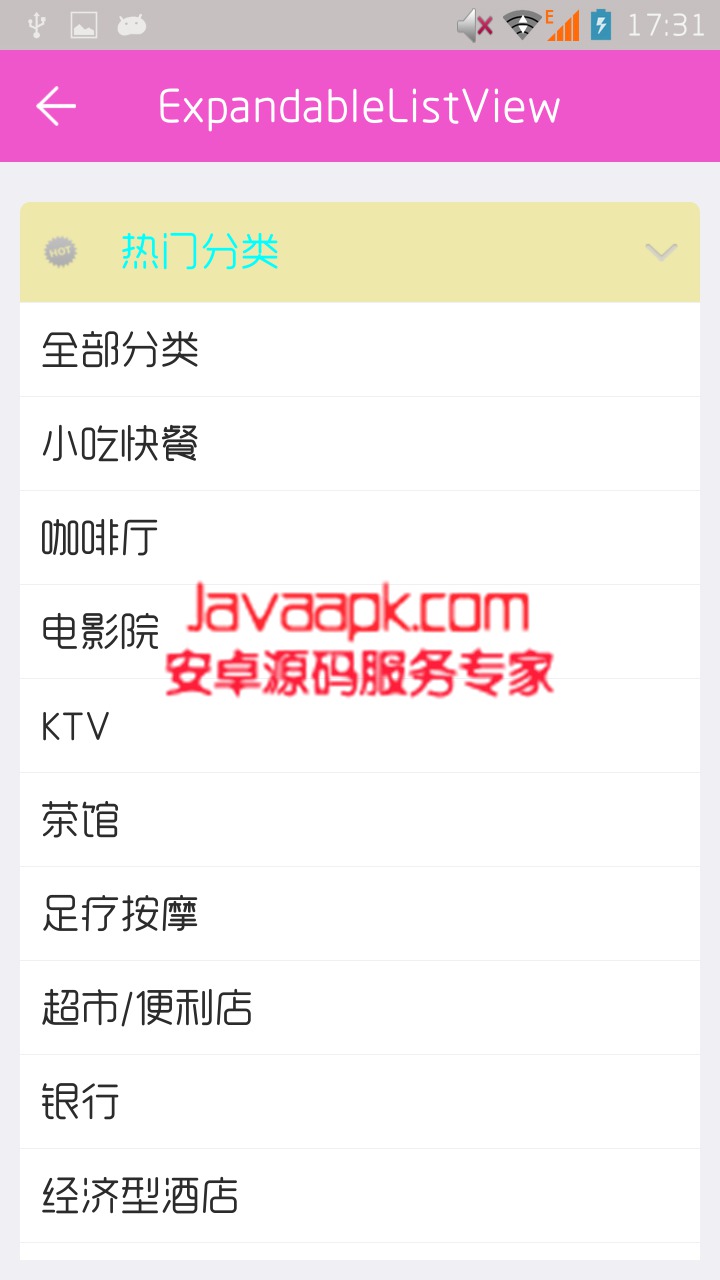 17:31
ExpandableListView
HOT
热门分类
全部分类
小吃快餐
咖啡厅
电影院
Javaapk.com
安卓源码服务专家
KTV
茶馆
足疗按摩
超市/便利店
银行
经济型酒店